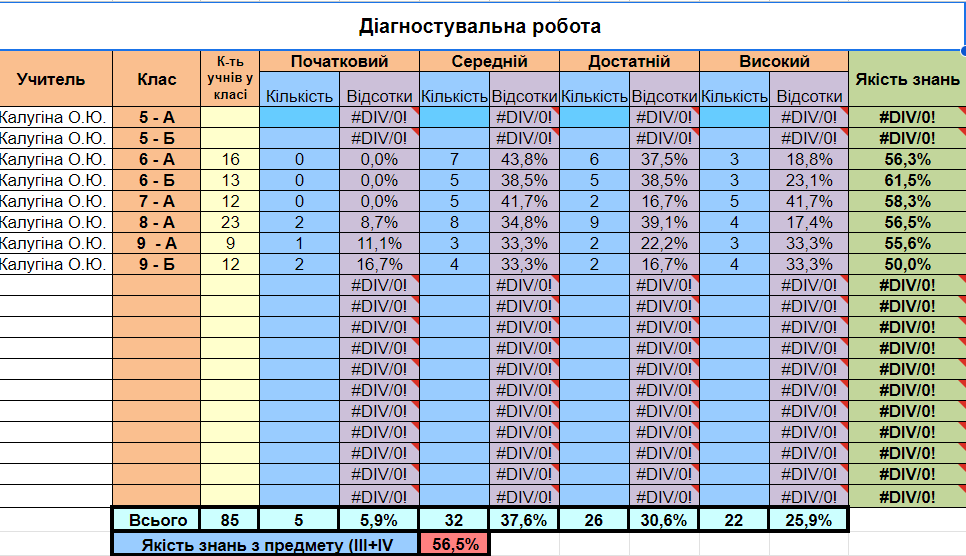 Діагностувальна робота
Учитель Клас К-ть учнів у класі Початковий Середній Достатній Високий Якість знань
Кількість Відсотки Кількість Відсотки Кількість Відсотки Кількість Відсотки
Калугіна О.Ю. 5 - А #DIV/0! #DIV/0! #DIV/0! #DIV/0! #DIV/0!
Калугіна О.Ю. 5 - Б #DIV/0! #DIV/0! #DIV/0! #DIV/0! #DIV/0!
Калугіна О.Ю. 6 - А 16 0 0,0% 7 43,8% 6 37,5% 3 18,8% 56,3%
Калугіна О.Ю. 6 - Б 13 0 0,0% 5 38,5% 5 38,5% 3 23,1% 61,5%
Калугіна О.Ю. 7 - А 12 0 0,0% 5 41,7% 2 16,7% 5 41,7% 58,3%
Калугіна О.Ю. 8 - А 23 2 8,7% 8 34,8% 9 39,1% 4 17,4% 56,5%
Калугіна О.Ю. 9 - А 9 1 11,1% 3 33,3% 2 22,2% 3 33,3% 55,6%
Калугіна О.Ю. 9 - Б 12 2 16,7% 4 33,3% 2 16,7% 4 33,3% 50,0%
#DIV/0! #DIV/0! #DIV/0! #DIV/0! #DIV/0!
#DIV/0! #DIV/0! #DIV/0! #DIV/0! #DIV/0!
#DIV/0! #DIV/0! #DIV/0! #DIV/0! #DIV/0!
#DIV/0! #DIV/0! #DIV/0! #DIV/0! #DIV/0!
#DIV/0! #DIV/0! #DIV/0! #DIV/0! #DIV/0!
#DIV/0! #DIV/0! #DIV/0! #DIV/0! #DIV/0!
#DIV/0! #DIV/0! #DIV/0! #DIV/0! #DIV/0!
#DIV/0! #DIV/0! #DIV/0! #DIV/0! #DIV/0!
#DIV/0! #DIV/0! #DIV/0! #DIV/0! #DIV/0!
#DIV/0! #DIV/0! #DIV/0! #DIV/0! #DIV/0!
#DIV/0! #DIV/0! #DIV/0! #DIV/0! #DIV/0!
Всього 85 5 5,9% 32 37,6% 26 30,6% 22 25,9%
Якість знань з предмету (III+IV 56,5%